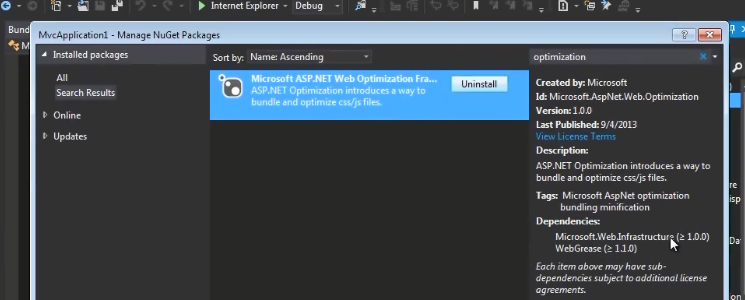 Internet Explorer
Debug
MvcApplication1 - Manage NuGet Packages
Installed packages
Sort by: Name: Ascending
optimization
All
Search Results
Online
Updates
Microsoft ASP.NET Web Optimization Fra...
ASP.NET Optimization introduces a way to
bundle and optimize css/js files.
Uninstall
Created by: Microsoft
Id: Microsoft.AspNet.Web.Optimization
Version: 1.0.0
Last Published: 9/4/2013
View License Terms
Description:
ASP.NET Optimization introduces a way to
bundle and optimize css/js files.
Tags: Microsoft AspNet optimization
bundling minification
Dependencies:
Microsoft.Web.Infrastructure (≥ 1.0.0)
WebGrease (≥ 1.1.0)
Each item above may have sub-
dependencies subject to additional license
agreements.